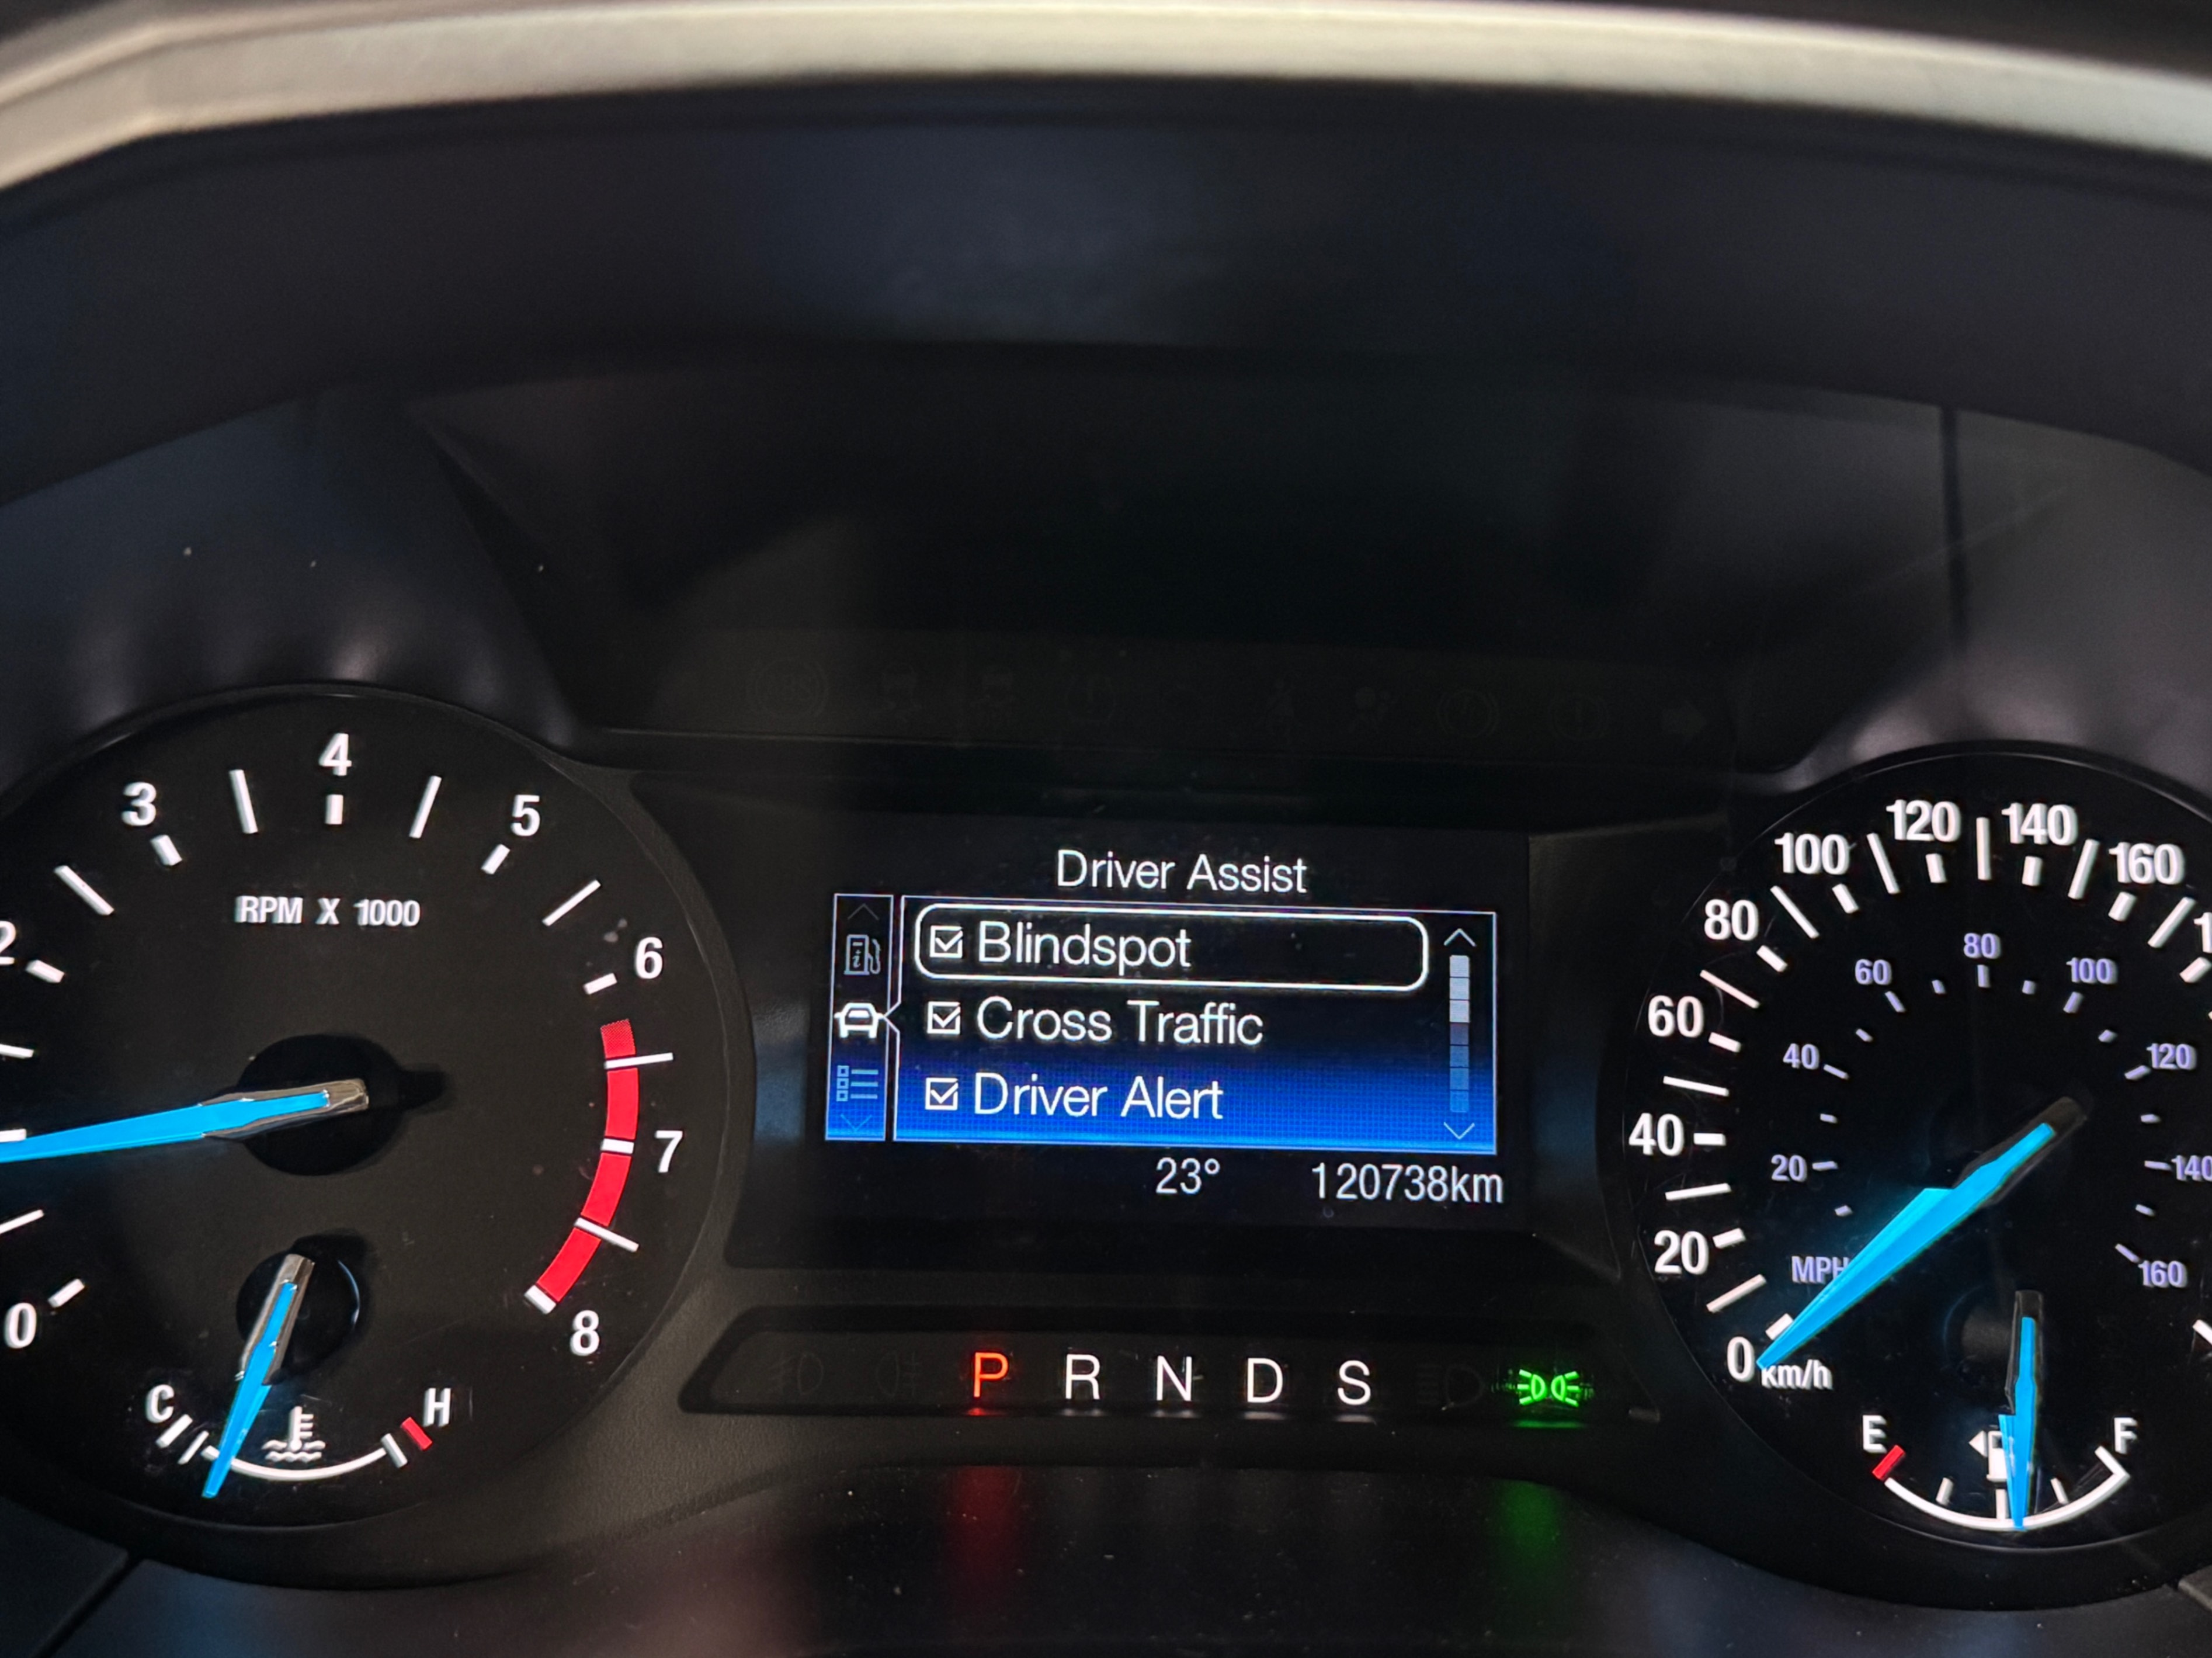 4
3
5
2
RPM X 1000
6
7
0
8
C
H
Driver Assist
Blindspot
Cross Traffic
Driver Alert
23° 120738km
P R N D S
120 140
100 160
80
80
60 100
60
40 120
40
20 140
20
MPH 160
0 km/h
E F